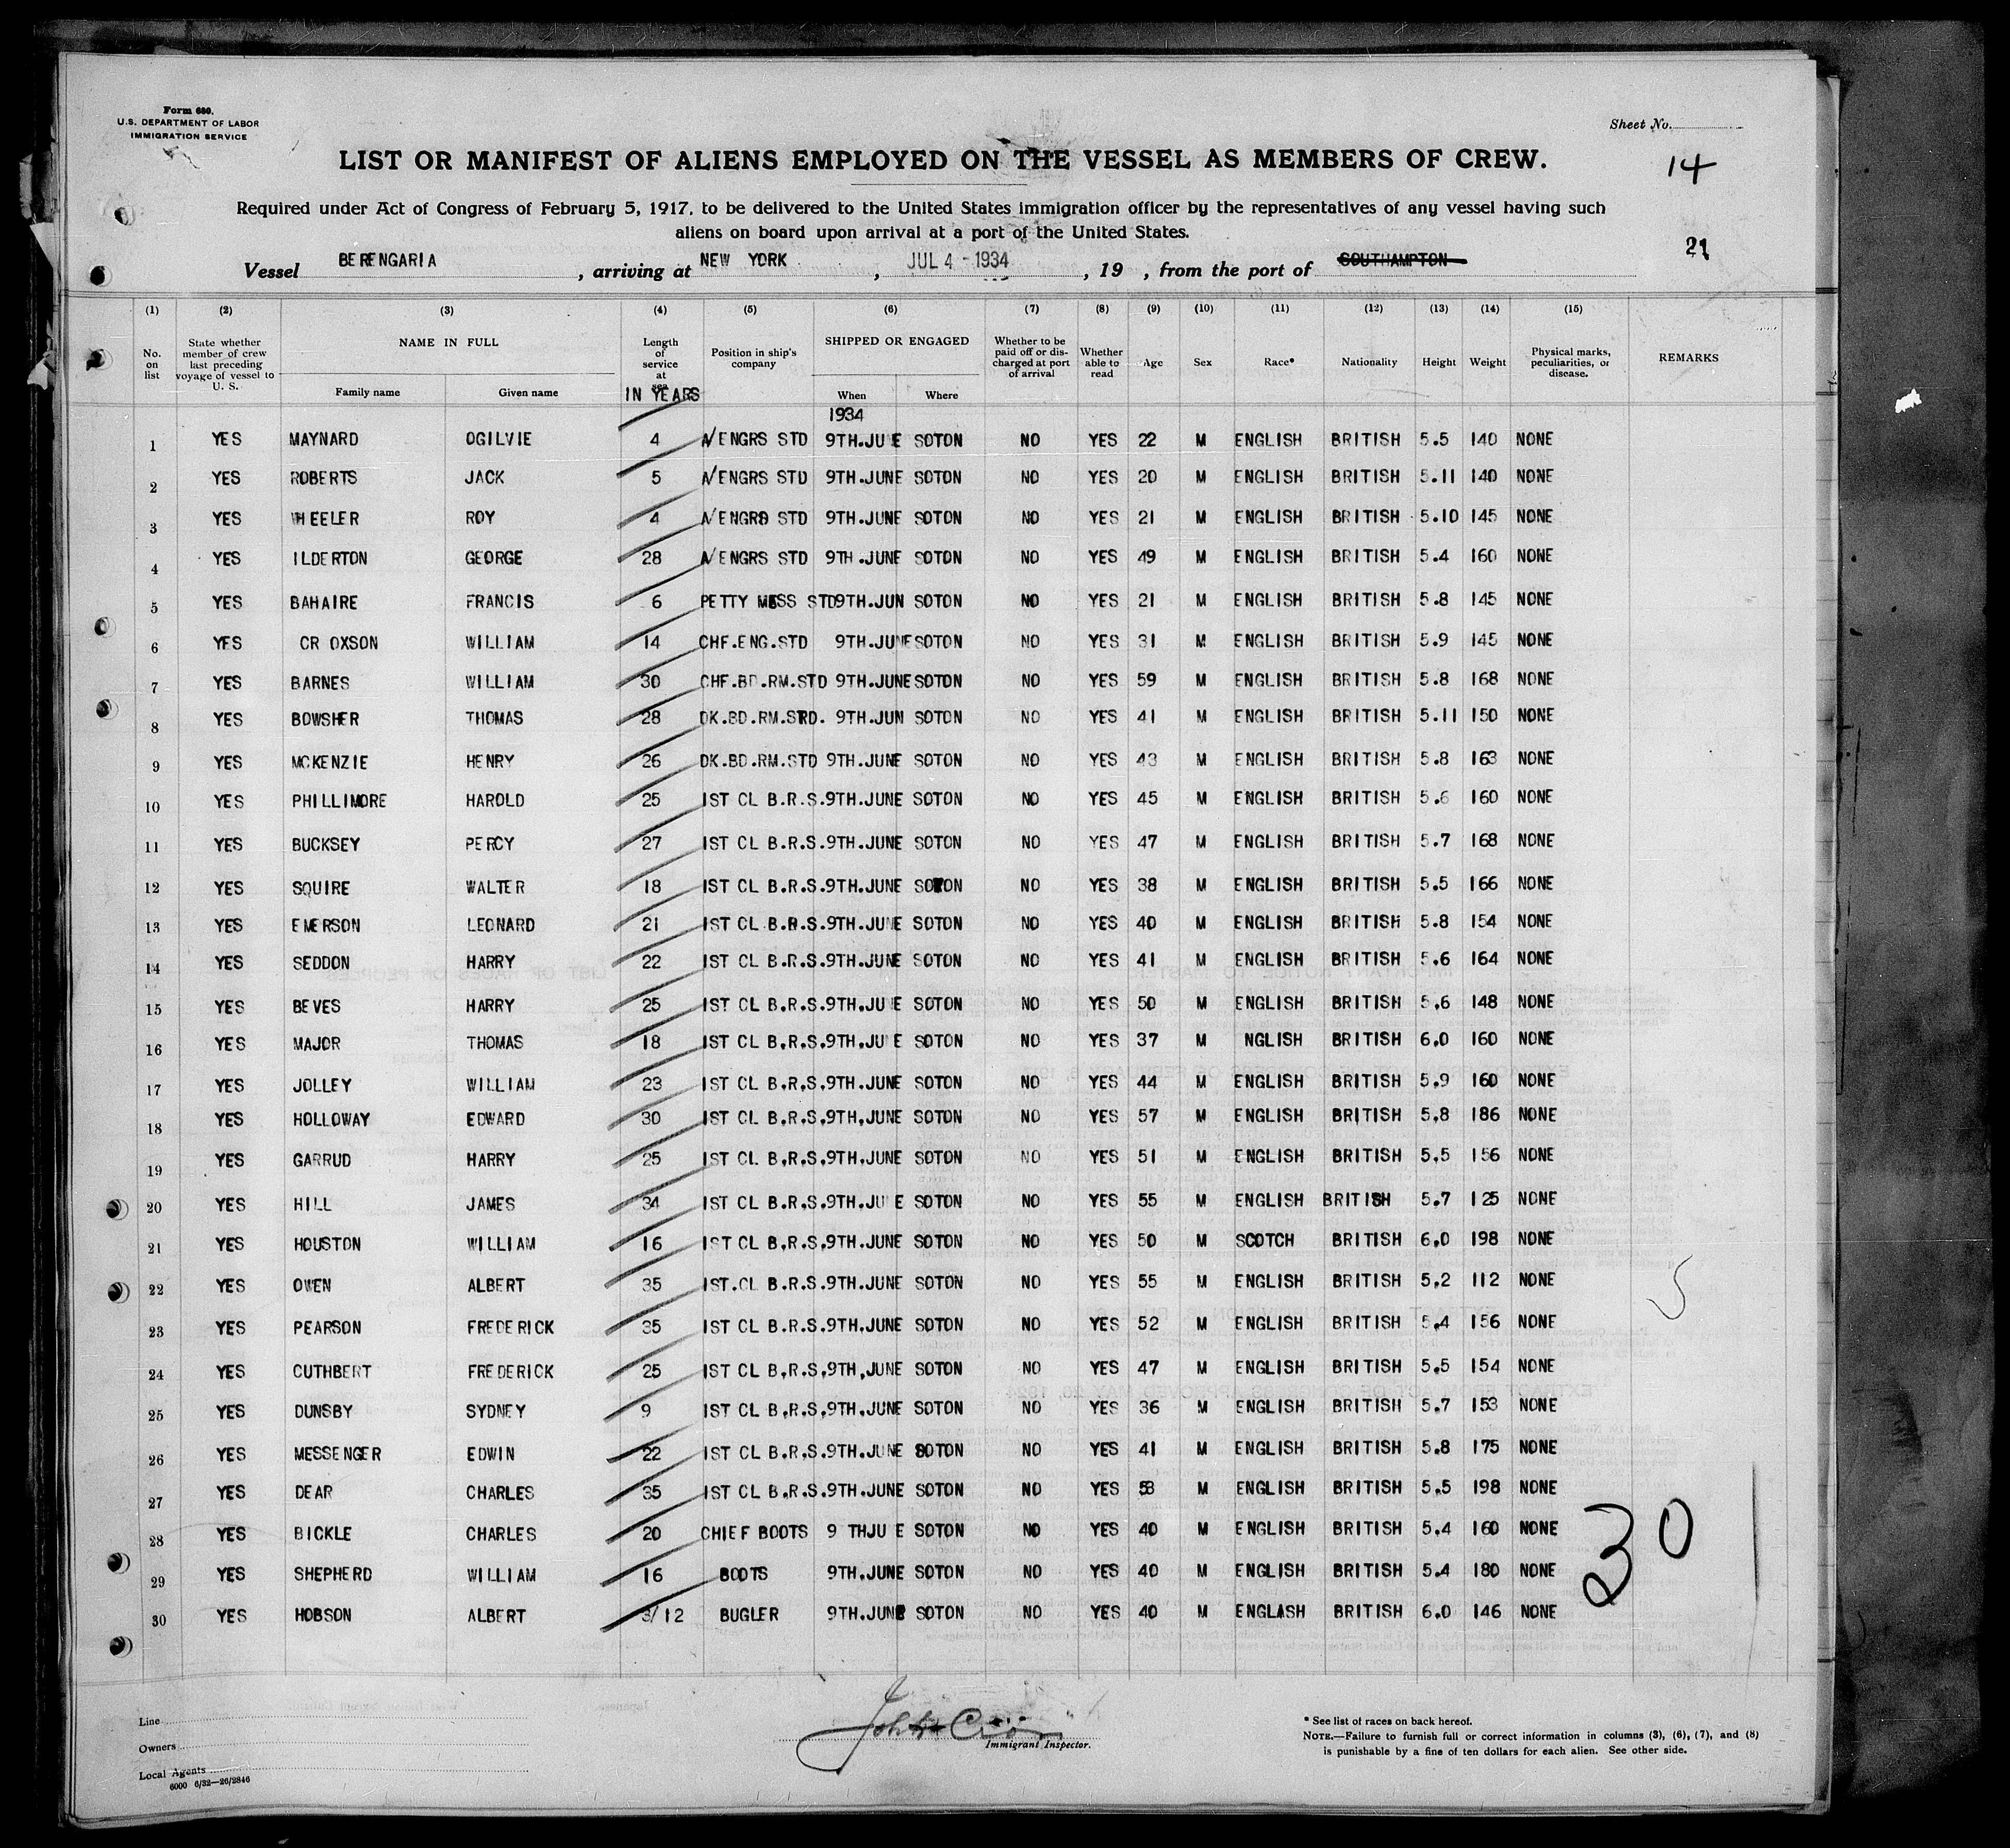 Form 680.
U.S. DEPARTMENT OF LABOR
IMMIGRATION SERVICE
Sheet No.
LIST OR MANIFEST OF ALIENS EMPLOYED ON THE VESSEL AS MEMBERS OF CREW.
14
Required under Act of Congress of February 5, 1917, to be delivered to the United States immigration officer by the representatives of any vessel having such
aliens on board upon arrival at a port of the United States.
21
Vessel BERENGARIA, arriving at NEW YORK, JUL 4 - 1934, 19 , from the port of SOUTHAMPTON
(1) (2) (3) (4) (5) (6) (7) (8) (9) (10) (11) (12) (13) (14) (15)
No. on list State whether member of crew last preceding voyage of vessel to U. S. NAME IN FULL Family name Given name Length of service at sea IN YEARS Position in ship's company SHIPPED OR ENGAGED When Where Whether to be paid off or discharged at port of arrival Whether able to read Age Sex Race* Nationality Height Weight Physical marks, peculiarities, or disease. REMARKS
1934
1 YES MAYNARD OGILVIE 4 A/ENGRS STD 9TH.JU E SOTON NO YES 22 M ENGLISH BRITISH 5.5 140 NONE
2 YES ROBERTS JACK 5 A/ENGRS STD 9TH.JUNE SOTON NO YES 20 M ENGLISH BRITISH 5.11 140 NONE
3 YES WHEELER ROY 4 A/ENGRS STD 9TH.JUNE SOTON NO YES 21 M ENGLISH BRITISH 5.10 145 NONE
4 YES ILDERTON GEORGE 28 A/ENGRS STD 9TH.JUNE SOTON NO YES 49 M ENGLISH BRITISH 5.4 160 NONE
5 YES BAHAIRE FRANCIS 6 PETTY MESS STD 9TH.JUN SOTON NO YES 21 M ENGLISH BRITISH 5.8 145 NONE
6 YES CROXSON WILLIAM 14 CHF.ENG.STD 9TH.JUNE SOTON NO YES 31 M ENGLISH BRITISH 5.9 145 NONE
7 YES BARNES WILLIAM 30 CHF.BD.RM.STD 9TH.JUNE SOTON NO YES 59 M ENGLISH BRITISH 5.8 168 NONE
8 YES BOWSHER THOMAS 28 DK.BD.RM.STD. 9TH.JUN SOTON NO YES 41 M ENGLISH BRITISH 5.11 150 NONE
9 YES MCKENZIE HENRY 26 DK.BD.RM.STD 9TH.JUNE SOTON NO YES 43 M ENGLISH BRITISH 5.8 163 NONE
10 YES PHILLIMORE HAROLD 25 1ST CL B.R.S. 9TH.JUNE SOTON NO YES 45 M ENGLISH BRITISH 5.6 160 NONE
11 YES BUCKSEY PERCY 27 1ST CL B.R.S. 9TH.JUNE SOTON NO YES 47 M ENGLISH BRITISH 5.7 168 NONE
12 YES SQUIRE WALTER 18 1ST CL B.R.S. 9TH.JUNE SOTON NO YES 38 M ENGLISH BRITISH 5.5 166 NONE
13 YES EMERSON LEONARD 21 1ST CL B.R.S. 9TH.JUNE SOTON NO YES 40 M ENGLISH BRITISH 5.8 154 NONE
14 YES SEDDON HARRY 22 1ST CL B.R.S. 9TH.JUNE SOTON NO YES 41 M ENGLISH BRITISH 5.6 164 NONE
15 YES BEVES HARRY 25 1ST CL B.R.S. 9TH.JU E SOTON NO YES 50 M ENGLISH BRITISH 5.6 148 NONE
16 YES MAJOR THOMAS 18 1ST CL B.R.S. 9TH.JU E SOTON NO YES 37 M NGLISH BRITISH 6.0 160 NONE
17 YES JOLLEY WILLIAM 23 1ST CL B.R.S. 9TH.JUNE SOTON NO YES 44 M ENGLISH BRITISH 5.9 160 NONE
18 YES HOLLOWAY EDWARD 30 1ST CL B.R.S. 9TH.JUNE SOTON NO YES 57 M ENGLISH BRITISH 5.8 186 NONE
19 YES GARRUD HARRY 25 1ST CL B.R.S. 9TH.JUNE SOTON NO YES 51 M ENGLISH BRITISH 5.5 156 NONE
20 YES HILL JAMES 34 1ST CL B.R.S. 9TH.JU E SOTON NO YES 55 M ENGLISH BRITISH 5.7 125 NONE
21 YES HOUSTON WILLIAM 16 1ST CL B.R.S. 9TH.JUNE SOTON NO YES 50 M SCOTCH BRITISH 6.0 198 NONE
22 YES OWEN ALBERT 35 1ST.CL B.R.S. 9TH.JUNE SOTON NO YES 55 M ENGLISH BRITISH 5.2 112 NONE
23 YES PEARSON FREDERICK 35 1ST CL B.R.S. 9TH.JUNE SOTON NO YES 52 M ENGLISH BRITISH 5.4 156 NONE
24 YES CUTHBERT FREDERICK 25 1ST CL B.R.S. 9TH.JUNE SOTON NO YES 47 M ENGLISH BRITISH 5.5 154 NONE
25 YES DUNSBY SYDNEY 9 1ST CL B.R.S. 9TH.JUNE SOTON NO YES 36 M ENGLISH BRITISH 5.7 153 NONE
26 YES MESSENGER EDWIN 22 1ST CL B.R.S. 9TH.JUNE SOTON NO YES 41 M ENGLISH BRITISH 5.8 175 NONE
27 YES DEAR CHARLES 35 1ST CL B.R.S. 9TH.JUNE SOTON NO YES M ENGLISH BRITISH 5.5 198 NONE
28 YES BICKLE CHARLES 20 CHIEF BOOTS 9 THJU E SOTON NO YES 40 M ENGLISH BRITISH 5.4 160 NONE
29 YES SHEPHERD WILLIAM 16 BOOTS 9TH.JUNE SOTON NO YES 40 M ENGLISH BRITISH 5.4 180 NONE
30 YES HOBSON ALBERT 3/12 BUGLER 9TH.JUNE SOTON NO YES 40 M ENGLASH BRITISH 6.0 146 NONE
30
Line
Owners
Local Agents
6000 6/32—26/2846
Immigrant Inspector.
* See list of races on back hereof.
NOTE.—Failure to furnish full or correct information in columns (3), (6), (7), and (8)
is punishable by a fine of ten dollars for each alien. See other side.